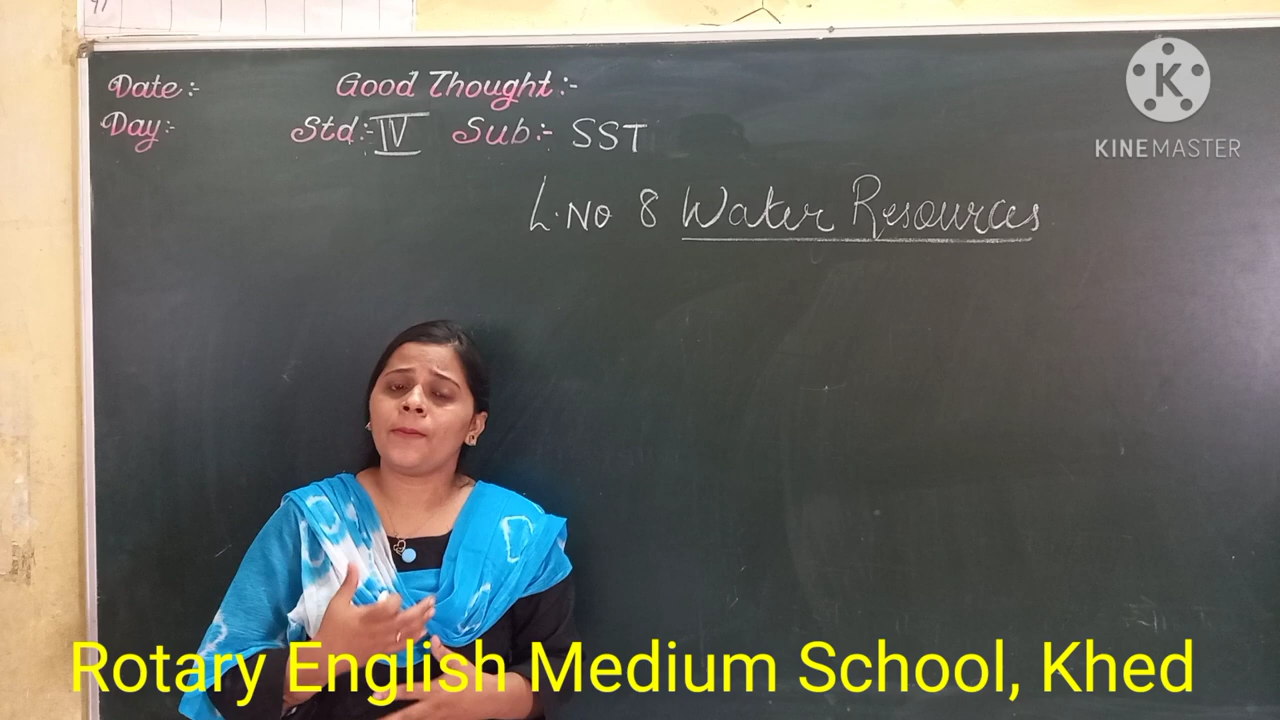 Date:- Good Thought:-
Day:- Std:- IV Sub:- SST
L.No 8 Water Resources
K
KINEMASTER
Rotary English Medium School, Khed